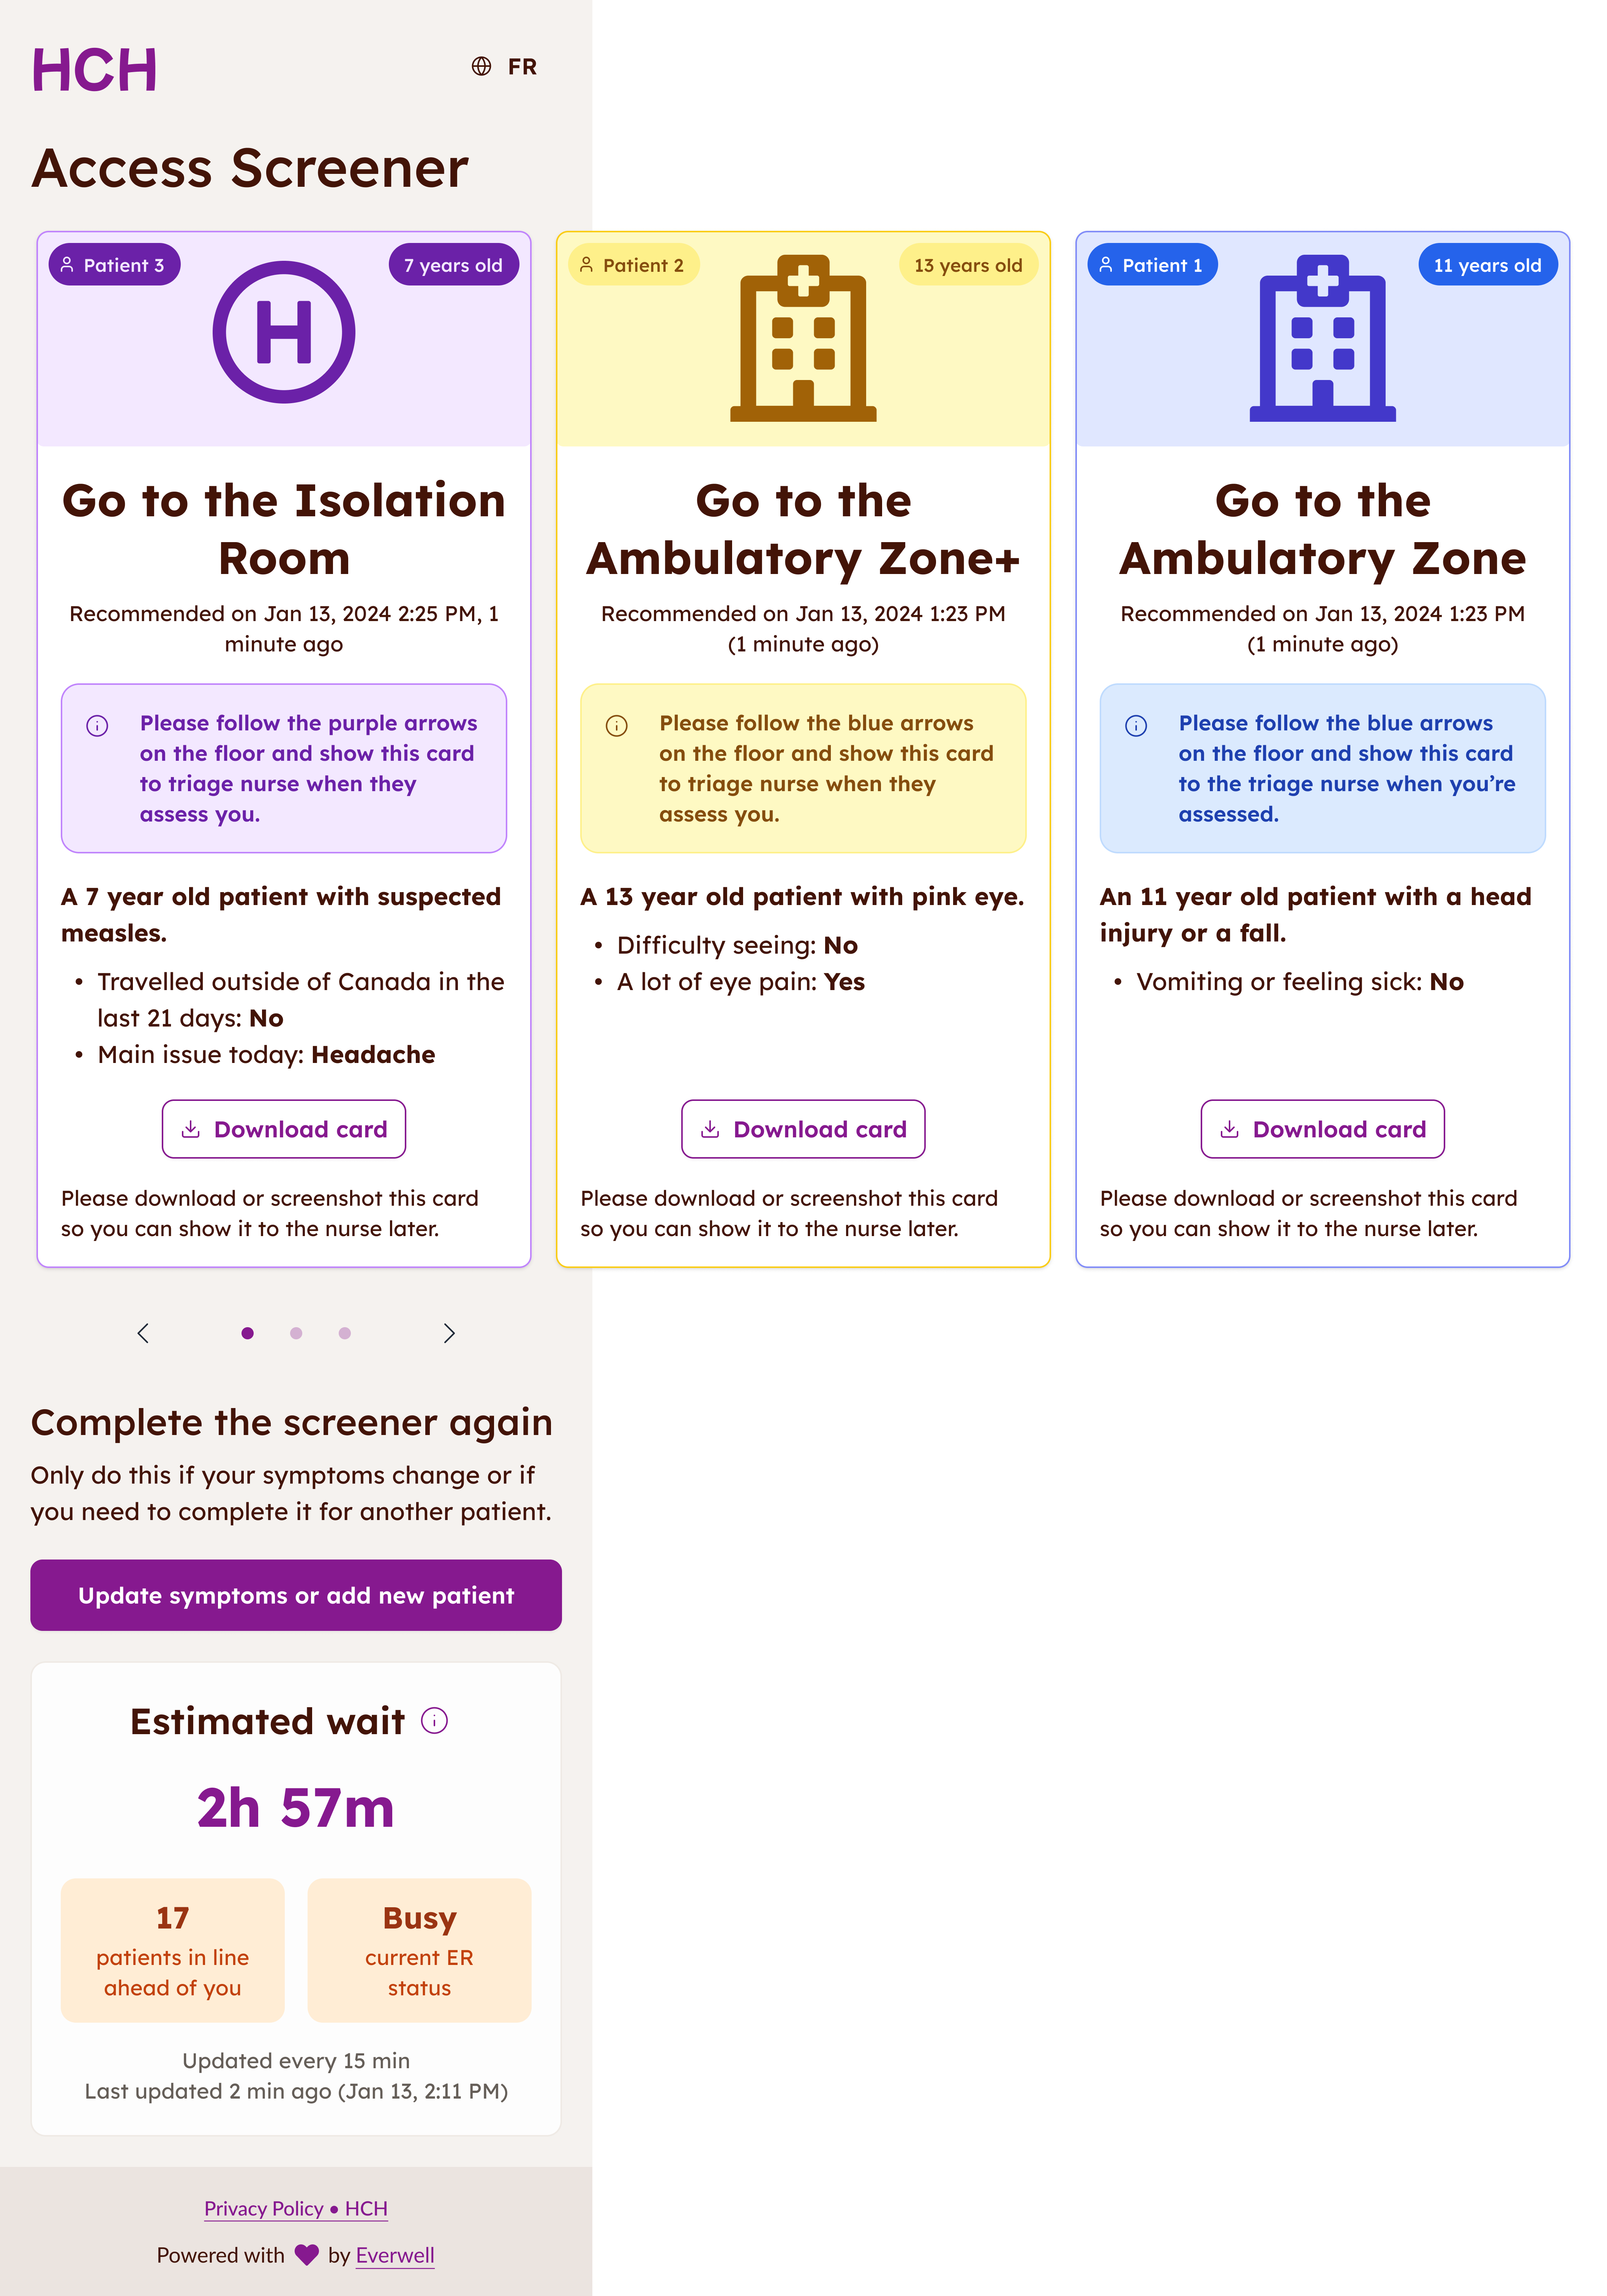 HCH
FR
Access Screener
Patient 3
7 years old
H
Go to the Isolation
Room
Recommended on Jan 13, 2024 2:25 PM, 1
minute ago
Please follow the purple arrows
on the floor and show this card
to triage nurse when they
assess you.
A 7 year old patient with suspected
measles.
• Travelled outside of Canada in the
last 21 days: No
• Main issue today: Headache
Download card
Please download or screenshot this card
so you can show it to the nurse later.
Patient 2
13 years old
Go to the
Ambulatory Zone+
Recommended on Jan 13, 2024 1:23 PM
(1 minute ago)
Please follow the blue arrows
on the floor and show this card
to triage nurse when they
assess you.
A 13 year old patient with pink eye.
• Difficulty seeing: No
• A lot of eye pain: Yes
Download card
Please download or screenshot this card
so you can show it to the nurse later.
Patient 1
11 years old
Go to the
Ambulatory Zone
Recommended on Jan 13, 2024 1:23 PM
(1 minute ago)
Please follow the blue arrows
on the floor and show this card
to the triage nurse when you’re
assessed.
An 11 year old patient with a head
injury or a fall.
• Vomiting or feeling sick: No
Download card
Please download or screenshot this card
so you can show it to the nurse later.
Complete the screener again
Only do this if your symptoms change or if
you need to complete it for another patient.
Update symptoms or add new patient
Estimated wait
2h 57m
17
patients in line
ahead of you
Busy
current ER
status
Updated every 15 min
Last updated 2 min ago (Jan 13, 2:11 PM)
Privacy Policy • HCH
Powered with by Everwell